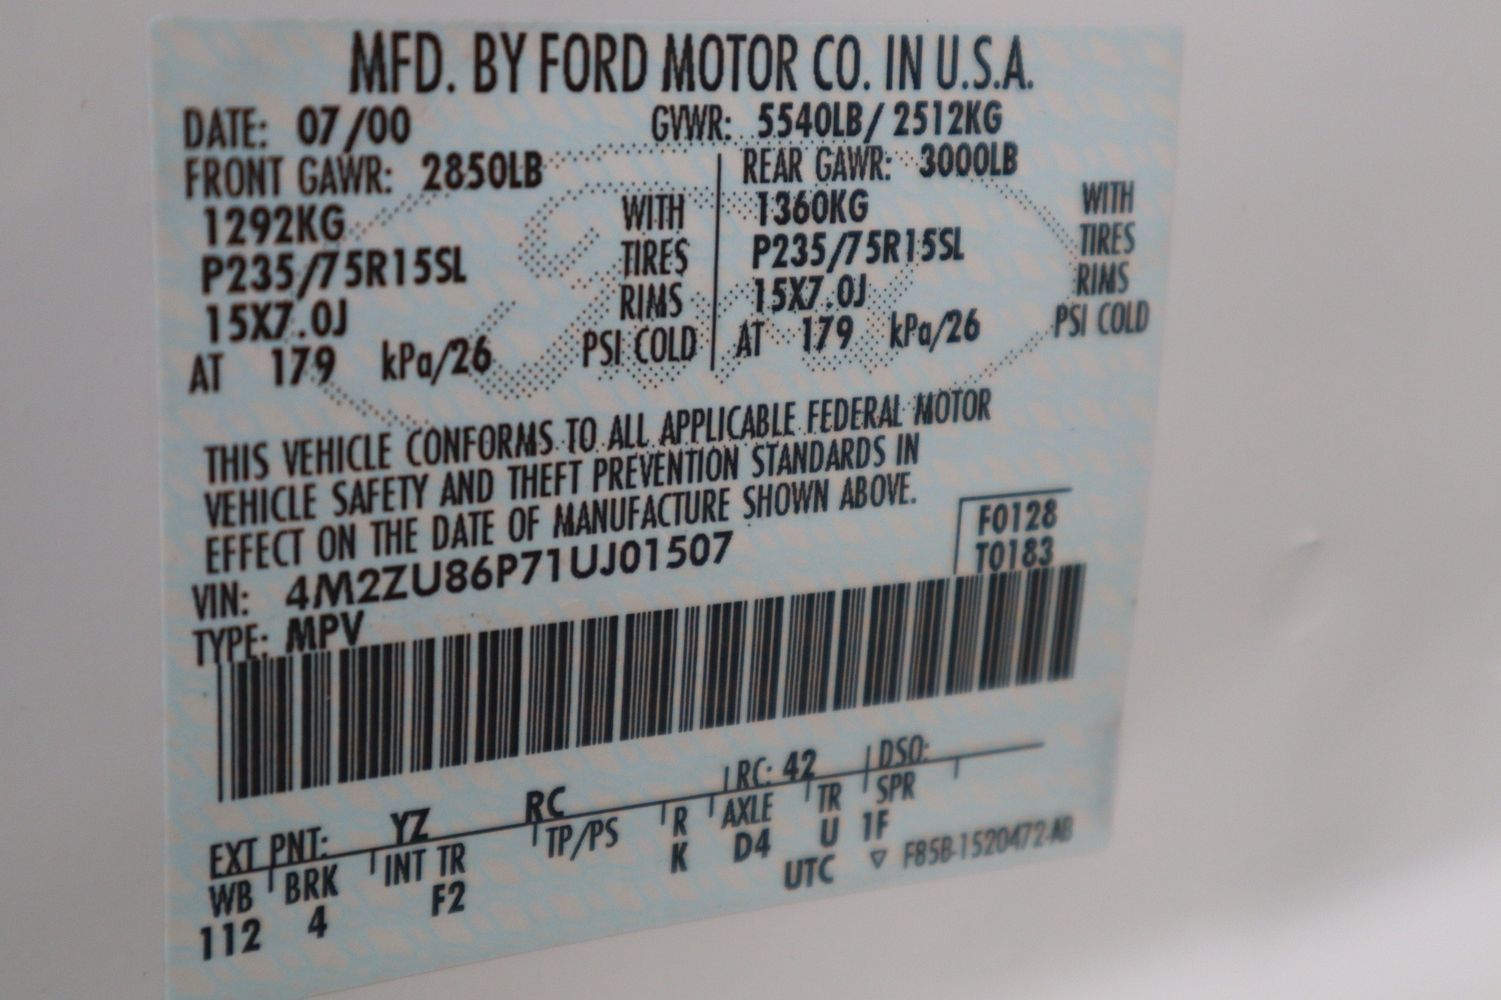 MFD. BY FORD MOTOR CO. IN U.S.A.
DATE: 07/00 GVWR: 5540LB/ 2512KG
FRONT GAWR: 2850LB REAR GAWR: 3000LB
1292KG WITH 1360KG WITH
P235/75R15SL TIRES P235/75R15SL TIRES
15X7.0J RIMS 15X7.0J RIMS
AT 179 kPa/26 PSI COLD AT 179 kPa/26 PSI COLD
THIS VEHICLE CONFORMS TO ALL APPLICABLE FEDERAL MOTOR
VEHICLE SAFETY AND THEFT PREVENTION STANDARDS IN
EFFECT ON THE DATE OF MANUFACTURE SHOWN ABOVE.
VIN: 4M2ZU86P71UJ01507 F0128
TYPE: MPV T0183
EXT PNT: YZ RC RC: 42 DSO:
WB BRK INT TR TP/PS R AXLE TR SPR
112 4 F2 K D4 U 1F
UTC ▽ F85B-1520472-AB